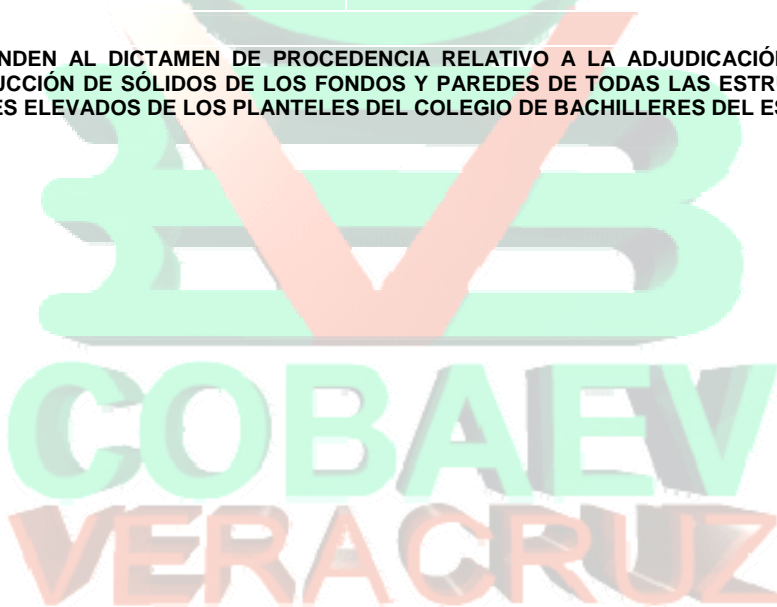 NDEN AL DICTAMEN DE PROCEDENCIA RELATIVO A LA ADJUDICACIÓN
UCCIÓN DE SÓLIDOS DE LOS FONDOS Y PAREDES DE TODAS LAS ESTR
ES ELEVADOS DE LOS PLANTELES DEL COLEGIO DE BACHILLERES DEL ES
COBAEV
VERACRUZ